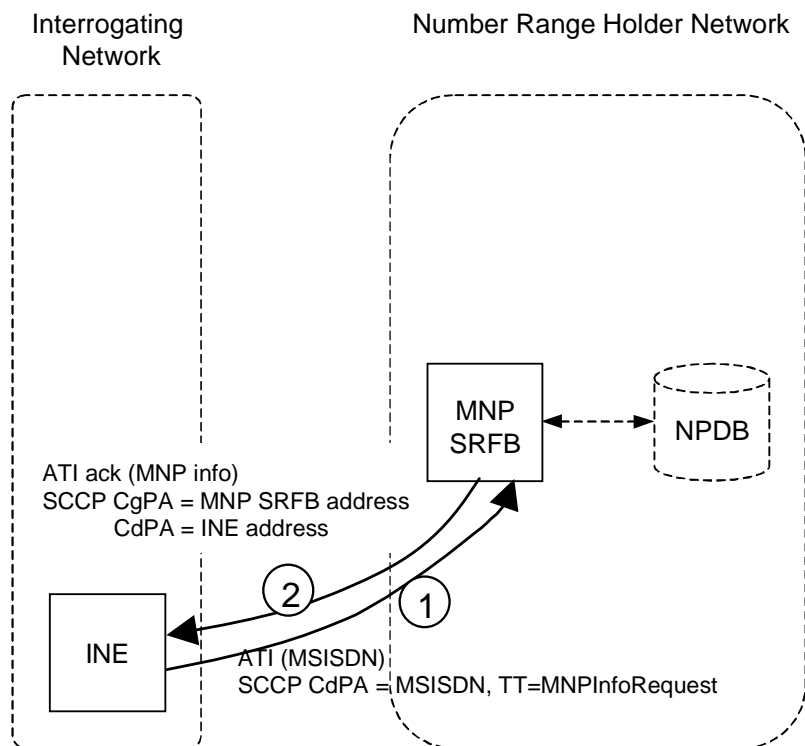 Interrogating
Network
Number Range Holder Network
MNP
SRFB
NPDB
ATI ack (MNP info)
SCCP CgPA = MNP SRFB address
CdPA = INE address
2
1
INE
ATI (MSISDN)
SCCP CdPA = MSISDN, TT=MNPInfoRequest